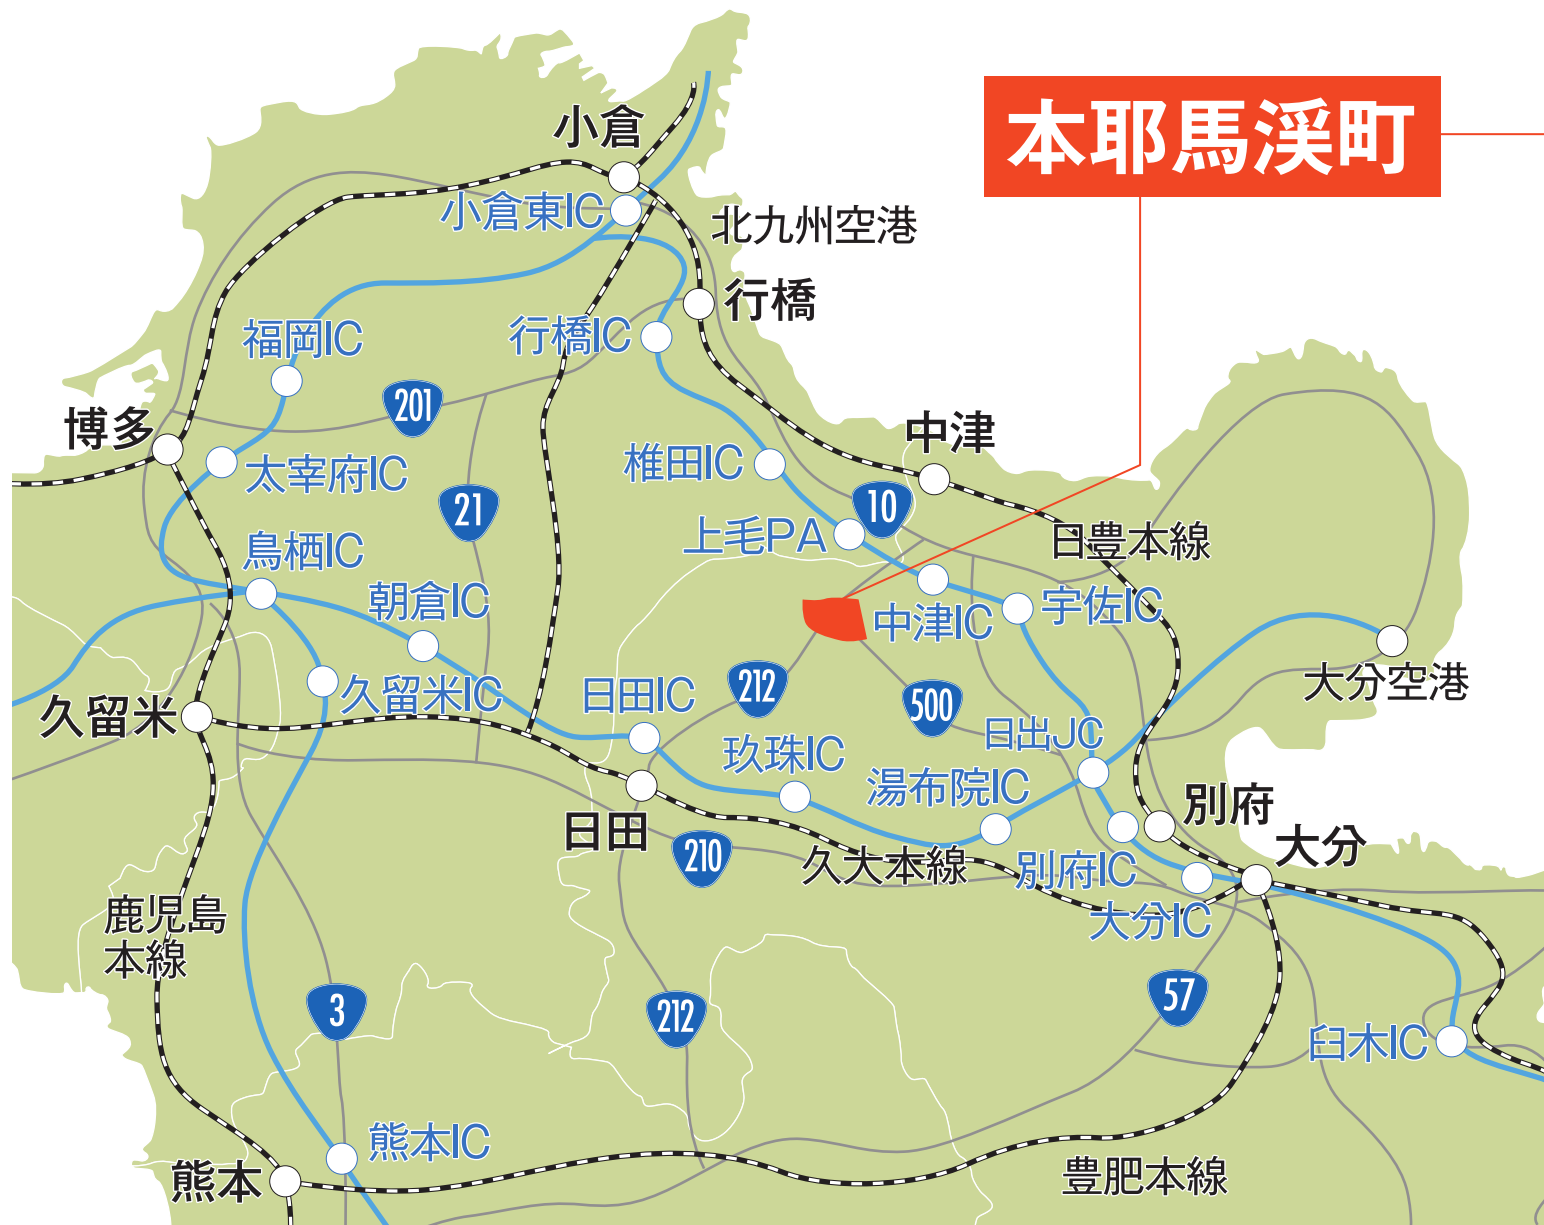 本耶馬渓町
小倉
小倉東IC
北九州空港
行橋
行橋IC
福岡IC
201
博多
太宰府IC
中津
椎田IC
21
10
上毛PA
日豊本線
鳥栖IC
朝倉IC
中津IC
宇佐IC
久留米
久留米IC
日田IC
212
500
大分空港
日出JC
玖珠IC
湯布院IC
別府
日田
大分
210
久大本線
別府IC
大分IC
鹿児島
本線
3
212
57
臼木IC
熊本IC
熊本
豊肥本線